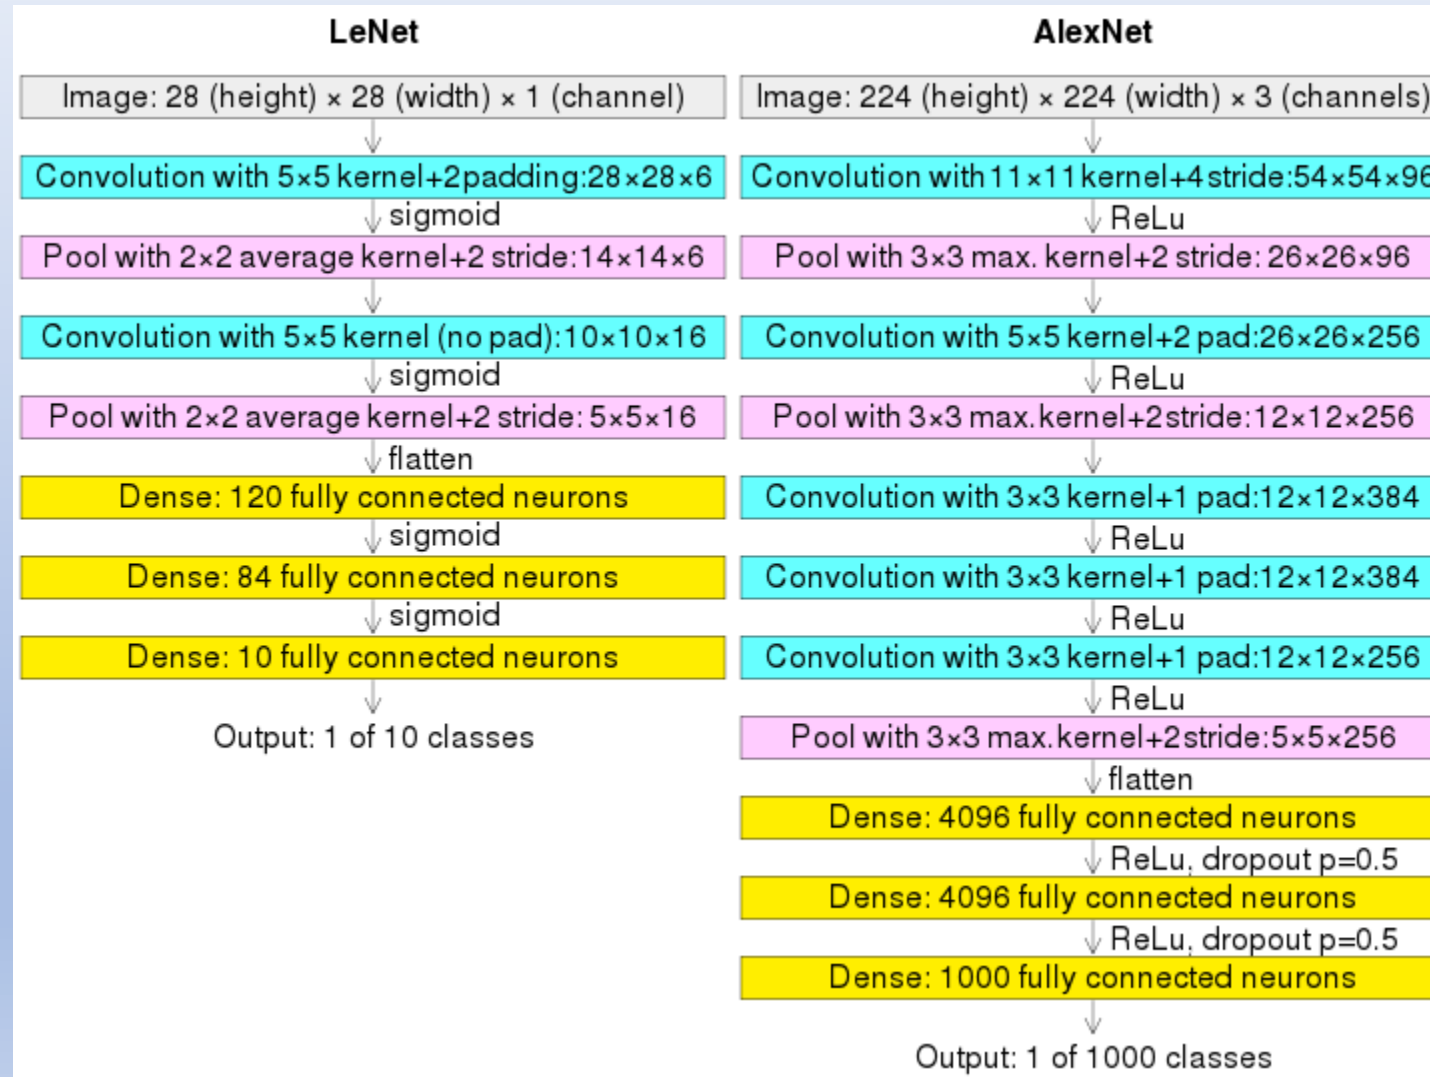 LeNet
Image: 28 (height) × 28 (width) × 1 (channel)
Convolution with 5×5 kernel+2padding:28×28×6
sigmoid
Pool with 2×2 average kernel+2 stride:14×14×6
Convolution with 5×5 kernel (no pad):10×10×16
sigmoid
Pool with 2×2 average kernel+2 stride: 5×5×16
flatten
Dense: 120 fully connected neurons
sigmoid
Dense: 84 fully connected neurons
sigmoid
Dense: 10 fully connected neurons
Output: 1 of 10 classes
AlexNet
Image: 224 (height) × 224 (width) × 3 (channels)
Convolution with 11×11 kernel+4 stride:54×54×96
ReLu
Pool with 3×3 max. kernel+2 stride: 26×26×96
Convolution with 5×5 kernel+2 pad:26×26×256
ReLu
Pool with 3×3 max.kernel+2stride:12×12×256
Convolution with 3×3 kernel+1 pad:12×12×384
ReLu
Convolution with 3×3 kernel+1 pad:12×12×384
ReLu
Convolution with 3×3 kernel+1 pad:12×12×256
ReLu
Pool with 3×3 max.kernel+2stride:5×5×256
flatten
Dense: 4096 fully connected neurons
ReLu, dropout p=0.5
Dense: 4096 fully connected neurons
ReLu, dropout p=0.5
Dense: 1000 fully connected neurons
Output: 1 of 1000 classes